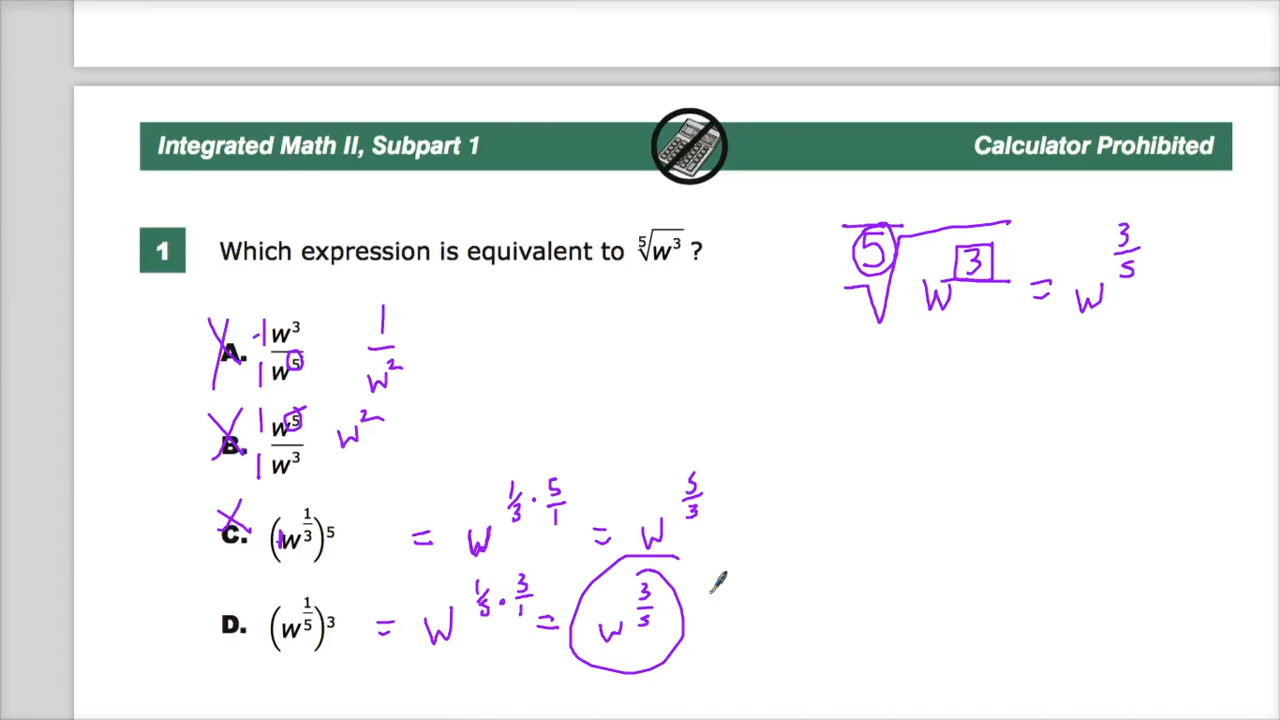 Integrated Math II, Subpart 1 Calculator Prohibited
1 Which expression is equivalent to ⁵√w³ ?
⁵√w³ = w^(3/5)
A. w³/w⁵ 1/w²
B. w⁵/w³ w²
C. (w^(1/3))⁵ = w^(1/3 · 5/1) = w^(5/3)
D. (w^(1/5))³ = w^(1/5 · 3/1) = w^(3/5)